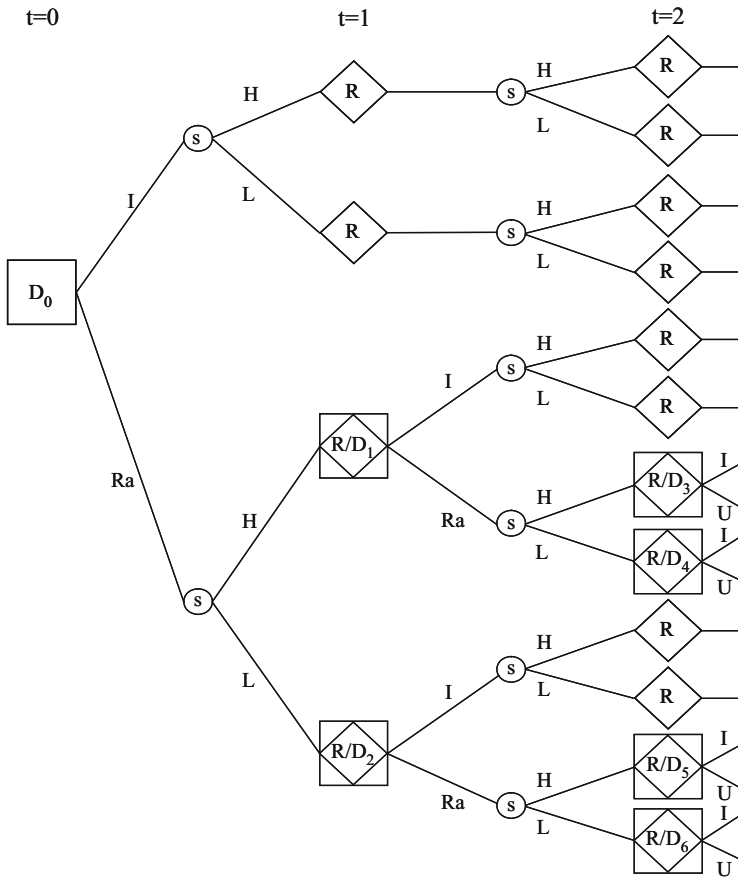 t=0 t=1 t=2
H R
H R s
s L R
I L
H R
R s
L R
D0
H R
I s
L R
R/D1
Ra H R/D3 I U
H Ra s
L R/D4 I U
s
H R
L I s
L R
R/D2
H R/D5 I U
Ra s
L R/D6 I U